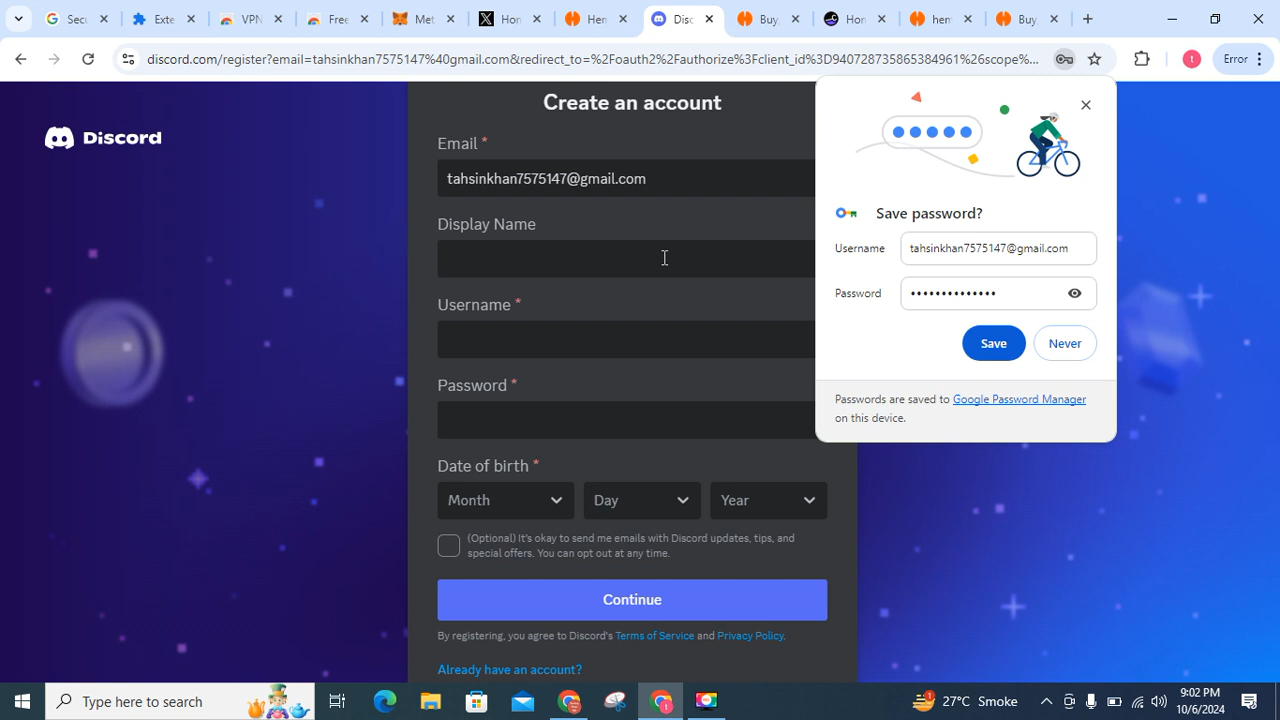 Secu
Exte
VPN
Free
Met
Hon
Hen
Disc
Buy,
Hon
hen
Buy
discord.com/register?email=tahsinkhan7575147%40gmail.com&redirect_to=%2Foauth2%2Fauthorize%3Fclient_id%3D940728735865384961%26scope%...
t
Error
Discord
Create an account
Email *
tahsinkhan7575147@gmail.com
Display Name
Username *
Password *
Date of birth *
Month
Day
Year
(Optional) It's okay to send me emails with Discord updates, tips, and
special offers. You can opt out at any time.
Continue
By registering, you agree to Discord's Terms of Service and Privacy Policy.
Already have an account?
Save password?
Username
tahsinkhan7575147@gmail.com
Password
••••••••••••••
Save
Never
Passwords are saved to Google Password Manager
on this device.
Type here to search
1
27°C Smoke
9:02 PM
10/6/2024